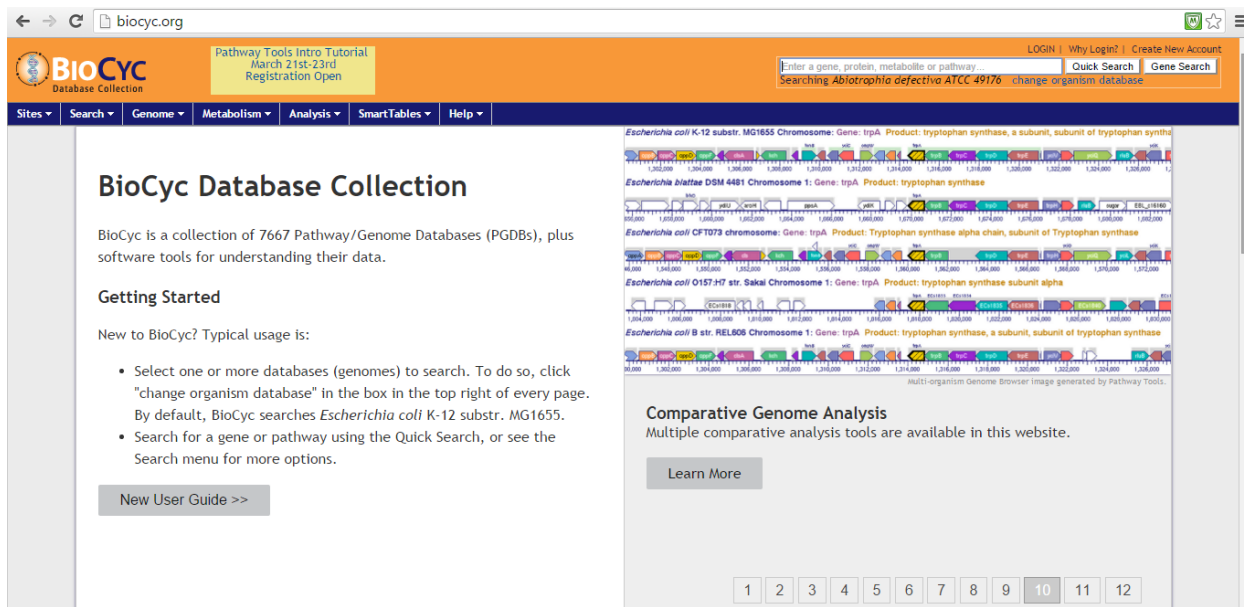 biocyc.org
BIOCYC
Database Collection
Pathway Tools Intro Tutorial
March 21st-23rd
Registration Open
LOGIN | Why Login? | Create New Account
Enter a gene, protein, metabolite or pathway...
Quick Search
Gene Search
Searching Abiotrophia defectiva ATCC 49176 change organism database
Sites
Search
Genome
Metabolism
Analysis
SmartTables
Help
BioCyc Database Collection
BioCyc is a collection of 7667 Pathway/Genome Databases (PGDBs), plus
software tools for understanding their data.
Getting Started
New to BioCyc? Typical usage is:
• Select one or more databases (genomes) to search. To do so, click
"change organism database" in the box in the top right of every page.
By default, BioCyc searches Escherichia coli K-12 substr. MG1655.
• Search for a gene or pathway using the Quick Search, or see the
Search menu for more options.
New User Guide >>
Escherichia coli K-12 substr. MG1655 Chromosome: Gene: trpA Product: tryptophan synthase, a subunit, subunit of tryptophan syntha
Escherichia blattae DSM 4481 Chromosome 1: Gene: trpA Product: tryptophan synthase
Escherichia coli CFT073 chromosome: Gene: trpA Product: Tryptophan synthase alpha chain, subunit of Tryptophan synthase
Escherichia coli O157:H7 str. Sakai Chromosome 1: Gene: trpA Product: tryptophan synthase subunit alpha
Escherichia coli B str. REL606 Chromosome 1: Gene: trpA Product: tryptophan synthase, a subunit, subunit of tryptophan synthase
Multi-organism Genome Browser image generated by Pathway Tools.
Comparative Genome Analysis
Multiple comparative analysis tools are available in this website.
Learn More
1 2 3 4 5 6 7 8 9 10 11 12